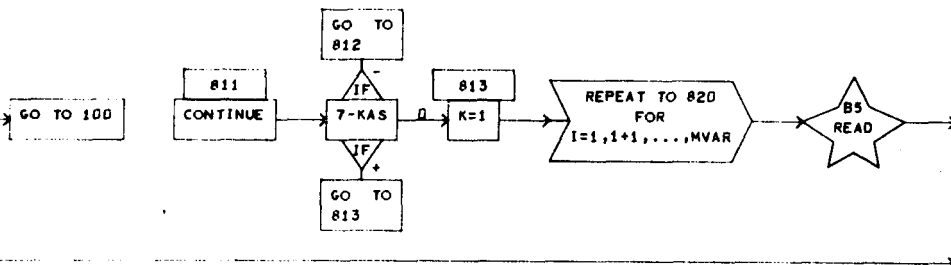 GO TO 100
811
CONTINUE
GO TO
812
-
IF
7-KAS
IF
+
GO TO
813
0
813
K=1
REPEAT TO 820
FOR
I=1,1+1,...,MVAR
B5
READ